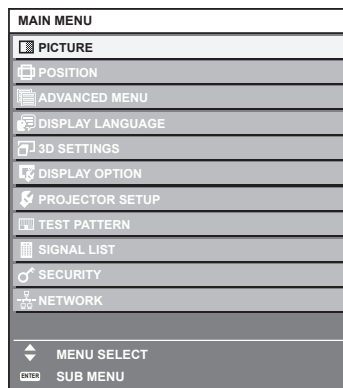 MAIN MENU
PICTURE
POSITION
ADVANCED MENU
DISPLAY LANGUAGE
3D SETTINGS
DISPLAY OPTION
PROJECTOR SETUP
TEST PATTERN
SIGNAL LIST
SECURITY
NETWORK
MENU SELECT
ENTER SUB MENU